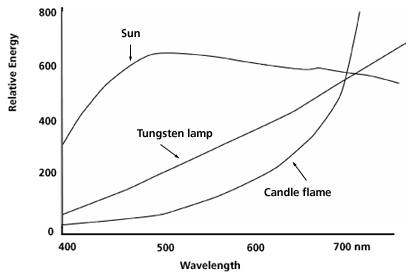 800
Sun
600
Relative Energy
400
Tungsten lamp
200
Candle flame
0
400
500
600
700 nm
Wavelength